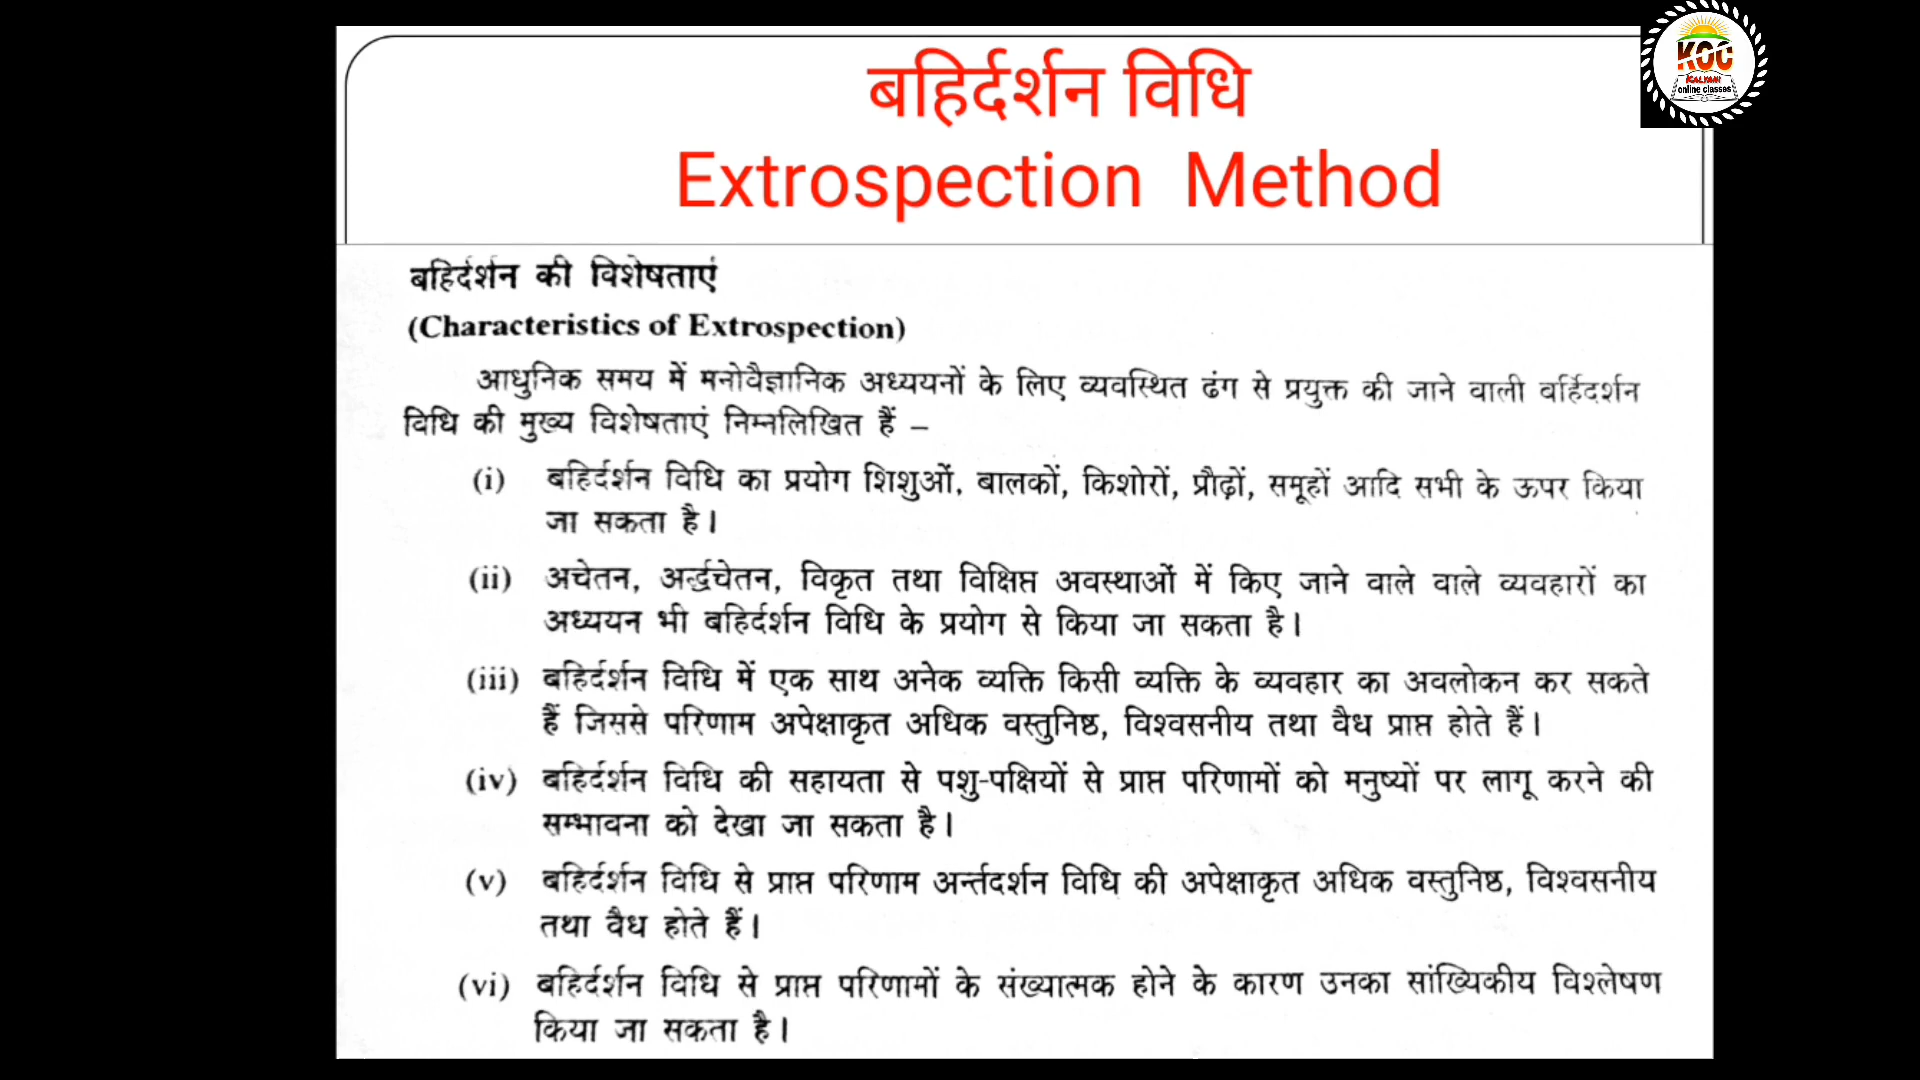 बहिर्दर्शन विधि
Extrospection Method
KOC
KALYANI
online classes
बहिर्दर्शन की विशेषताएं
(Characteristics of Extrospection)
आधुनिक समय में मनोवैज्ञानिक अध्ययनों के लिए व्यवस्थित ढंग से प्रयुक्त की जाने वाली बर्हिदर्शन
विधि की मुख्य विशेषताएं निम्नलिखित हैं –
(i) बहिर्दर्शन विधि का प्रयोग शिशुओं, बालकों, किशोरों, प्रौढ़ों, समूहों आदि सभी के ऊपर किया
जा सकता है।
(ii) अचेतन, अर्द्धचेतन, विकृत तथा विक्षिप्त अवस्थाओं में किए जाने वाले वाले व्यवहारों का
अध्ययन भी बहिर्दर्शन विधि के प्रयोग से किया जा सकता है।
(iii) बहिर्दर्शन विधि में एक साथ अनेक व्यक्ति किसी व्यक्ति के व्यवहार का अवलोकन कर सकते
हैं जिससे परिणाम अपेक्षाकृत अधिक वस्तुनिष्ठ, विश्वसनीय तथा वैध प्राप्त होते हैं।
(iv) बहिर्दर्शन विधि की सहायता से पशु-पक्षियों से प्राप्त परिणामों को मनुष्यों पर लागू करने की
सम्भावना को देखा जा सकता है।
(v) बहिर्दर्शन विधि से प्राप्त परिणाम अर्न्तदर्शन विधि की अपेक्षाकृत अधिक वस्तुनिष्ठ, विश्वसनीय
तथा वैध होते हैं।
(vi) बहिर्दर्शन विधि से प्राप्त परिणामों के संख्यात्मक होने के कारण उनका सांख्यिकीय विश्लेषण
किया जा सकता है।